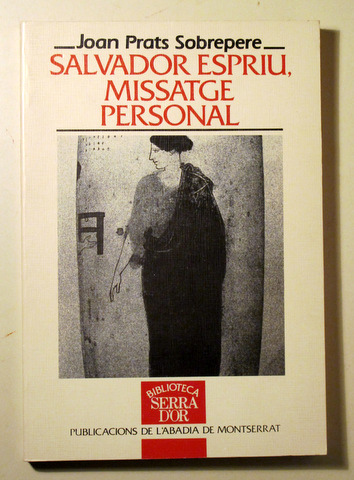 Joan Prats Sobrepere
SALVADOR ESPRIU,
MISSATGE
PERSONAL
BIBLIOTECA
SERRA
D'OR
PUBLICACIONS DE L'ABADIA DE MONTSERRAT